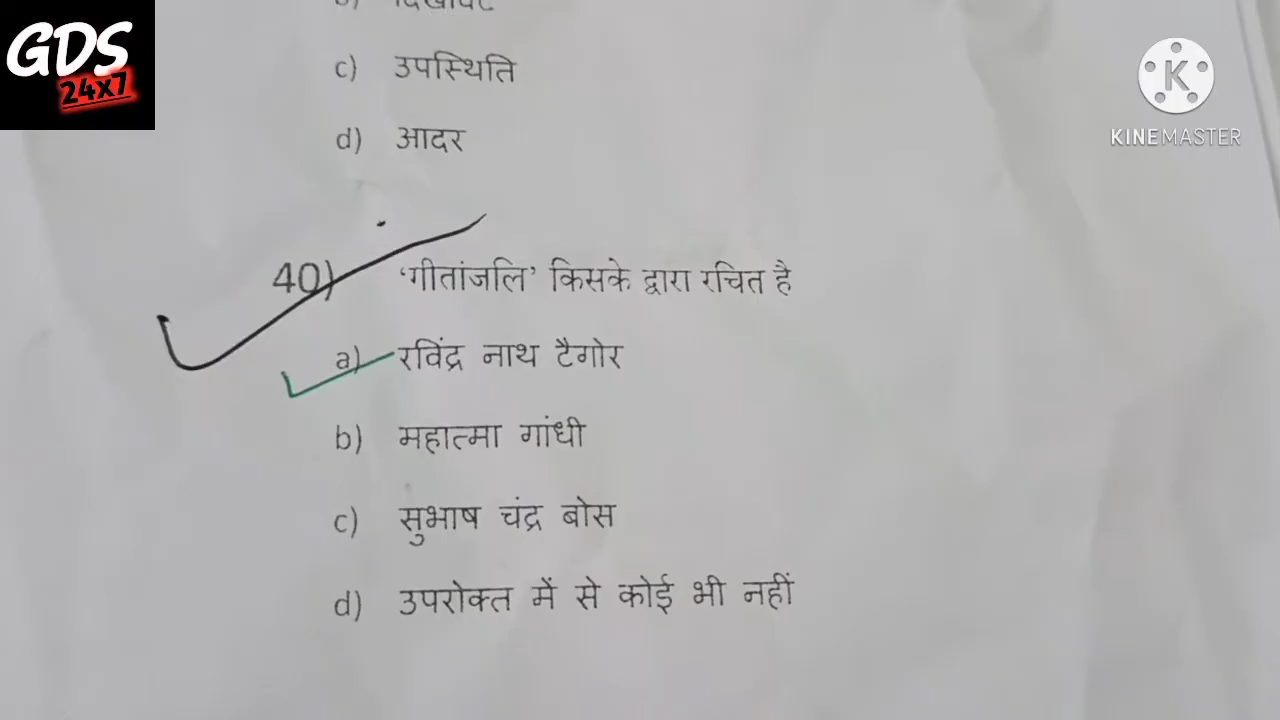 GDS
24x7
KINEMASTER
c) उपस्थिति
d) आदर
40) 'गीतांजलि' किसके द्वारा रचित है
a) रविंद्र नाथ टैगोर
b) महात्मा गांधी
c) सुभाष चंद्र बोस
d) उपरोक्त में से कोई भी नहीं